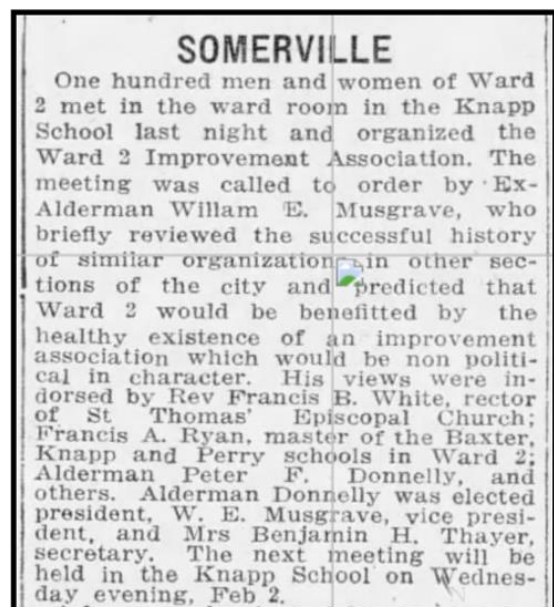 SOMERVILLE
One hundred men and women of Ward
2 met in the ward room in the Knapp
School last night and organized the
Ward 2 Improvement Association. The
meeting was called to order by Ex-
Alderman Willam E. Musgrave, who
briefly reviewed the successful history
of similar organization in other sec-
tions of the city and predicted that
Ward 2 would be benefitted by the
healthy existence of an improvement
association which would be non politi-
cal in character. His views were in-
dorsed by Rev Francis B. White, rector
of St Thomas' Episcopal Church;
Francis A. Ryan, master of the Baxter,
Knapp and Perry schools in Ward 2;
Alderman Peter F. Donnelly, and
others. Alderman Donnelly was elected
president, W. E. Musgrave, vice presi-
dent, and Mrs Benjamin H. Thayer,
secretary. The next meeting will be
held in the Knapp School on Wednes-
day evening, Feb 2.